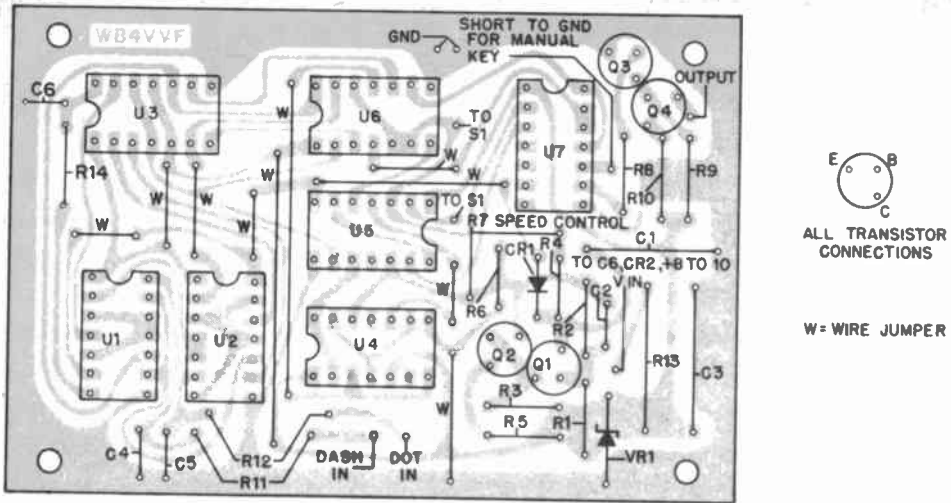 WB4VVF
GND
SHORT TO GND
FOR MANUAL
KEY
Q3
OUTPUT
C6
U3
W
U6
TO
S1
U7
Q4
R14
W
W
W
W
R8
R10
R9
W
TO S1
R7 SPEED CONTROL
U5
C1
CR1
R4
TO C6, CR2, +8 TO 10
V IN
W
R6
R2
C2
U1
U2
U4
Q2
Q1
R13
C3
W
R3
R5
R1
C4
C5
R12
R11
DASH
IN
DOT
IN
VR1
E
B
C
ALL TRANSISTOR
CONNECTIONS
W = WIRE JUMPER